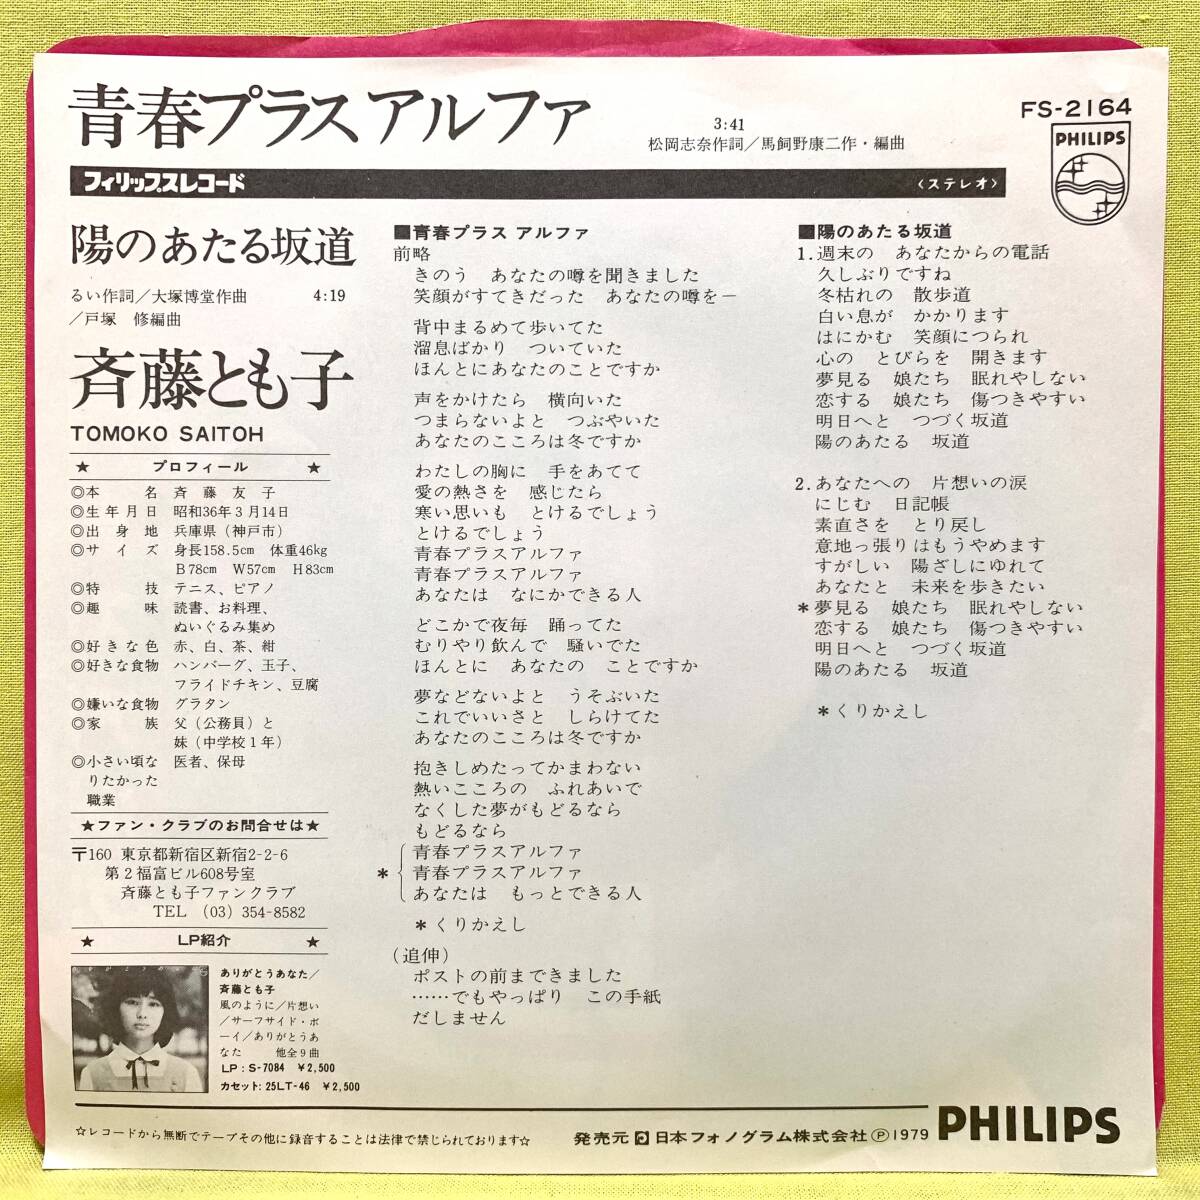 青春プラス アルファ
3:41
松岡志奈作詞／馬飼野康二作・編曲
FS-2164
PHILIPS
フィリップスレコード
〈ステレオ〉
陽のあたる坂道
るい作詞／大塚博堂作曲 4:19
／戸塚 修編曲
斉藤とも子
TOMOKO SAITOH
★ プロフィール ★
◎本名 斉藤友子
◎生年月日 昭和36年3月14日
◎出身地 兵庫県（神戸市）
◎サイズ 身長158.5cm 体重46kg
B78cm W57cm H83cm
◎特技 テニス、ピアノ
◎趣味 読書、お料理、
ぬいぐるみ集め
◎好きな色 赤、白、茶、紺
◎好きな食物 ハンバーグ、玉子、
フライドチキン、豆腐
◎嫌いな食物 グラタン
◎家族 父（公務員）と
妹（中学校1年）
◎小さい頃な 医者、保母
りたかった
職業
★ファン・クラブのお問合せは★
〒160 東京都新宿区新宿2-2-6
第2福富ビル608号室
斉藤とも子ファンクラブ
TEL (03) 354-8582
★ LP紹介 ★
ありがとうあなた／
斉藤とも子
風のように／片想い
／サーフサイド・ボ
ーイ／ありがとうあ
なた 他全9曲
LP：S-7084 ¥2,500
カセット：25LT-46 ¥2,500
■青春プラス アルファ
前略
きのう あなたの噂を聞きました
笑顔がすてきだった あなたの噂を－
背中まるめて歩いてた
溜息ばかり ついていた
ほんとにあなたのことですか
声をかけたら 横向いた
つまらないよと つぶやいた
あなたのこころは冬ですか
わたしの胸に 手をあてて
愛の熱さを 感じたら
寒い思いも とけるでしょう
とけるでしょう
青春プラスアルファ
青春プラスアルファ
あなたは なにかできる人
どこかで夜毎 踊ってた
むりやり飲んで 騒いでた
ほんとに あなたの ことですか
夢などないよと うそぶいた
これでいいさと しらけてた
あなたのこころは冬ですか
抱きしめたってかまわない
熱いこころの ふれあいで
なくした夢がもどるなら
もどるなら
青春プラスアルファ
＊ 青春プラスアルファ
あなたは もっとできる人
＊くりかえし
（追伸）
ポストの前まできました
……でもやっぱり この手紙
だしません
■陽のあたる坂道
1. 週末の あなたからの電話
久しぶりですね
冬枯れの 散歩道
白い息が かかります
はにかむ 笑顔につられ
心の とびらを 開きます
夢見る 娘たち 眠れやしない
恋する 娘たち 傷つきやすい
明日へと つづく坂道
陽のあたる 坂道
2. あなたへの 片想いの涙
にじむ 日記帳
素直さを とり戻し
意地っ張りはもうやめます
すがしい 陽ざしにゆれて
あなたと 未来を歩きたい
＊夢見る 娘たち 眠れやしない
恋する 娘たち 傷つきやすい
明日へと つづく坂道
陽のあたる 坂道
＊くりかえし
☆レコードから無断でテープその他に録音することは法律で禁じられております☆
発売元 日本フォノグラム株式会社 Ⓟ1979 PHILIPS